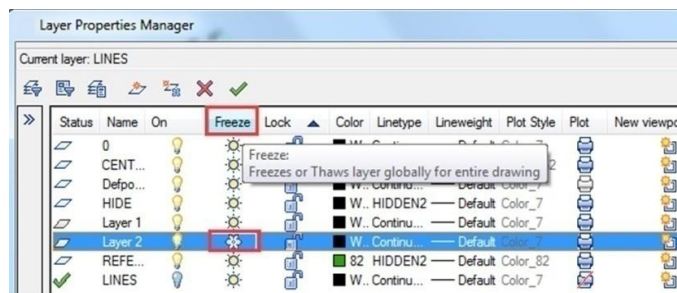 Layer Properties Manager
Current layer: LINES
Status Name On Freeze Lock Color Linetype Lineweight Plot Style Plot New viewpo
0 W..
Freeze:
CENT...
Freezes or Thaws layer globally for entire drawing 2
Defpo... W.. Continu... Default Color_7
HIDE W.. HIDDEN2 Default Color_7
Layer 1 W.. Continu... Default Color_7
Layer 2 W.. Continu... Default Color_7
REFE... 82 HIDDEN2 Default Color_82
LINES W.. Continu... Default Color_7